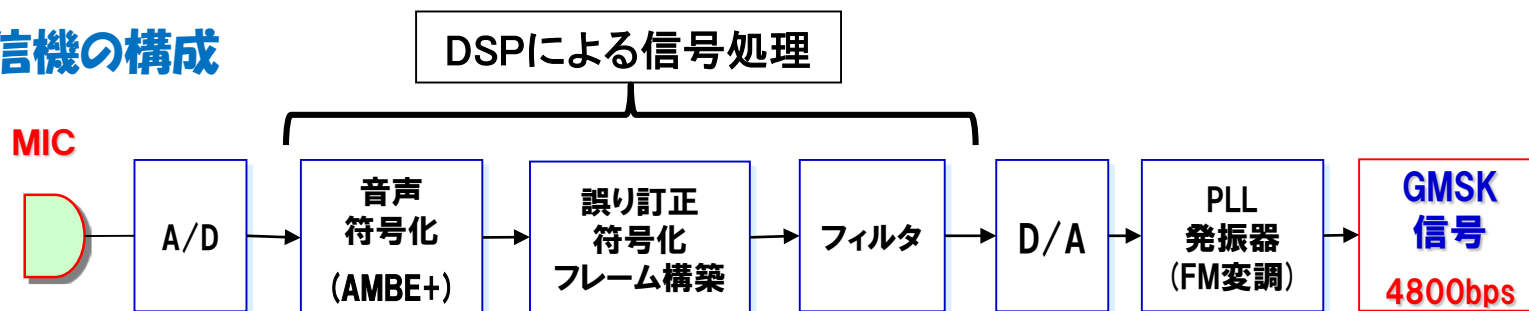 信機の構成
DSPによる信号処理
MIC
A/D
音声
符号化
(AMBE+)
誤り訂正
符号化
フレーム構築
フィルタ
D/A
PLL
発振器
(FM変調)
GMSK
信号
4800bps